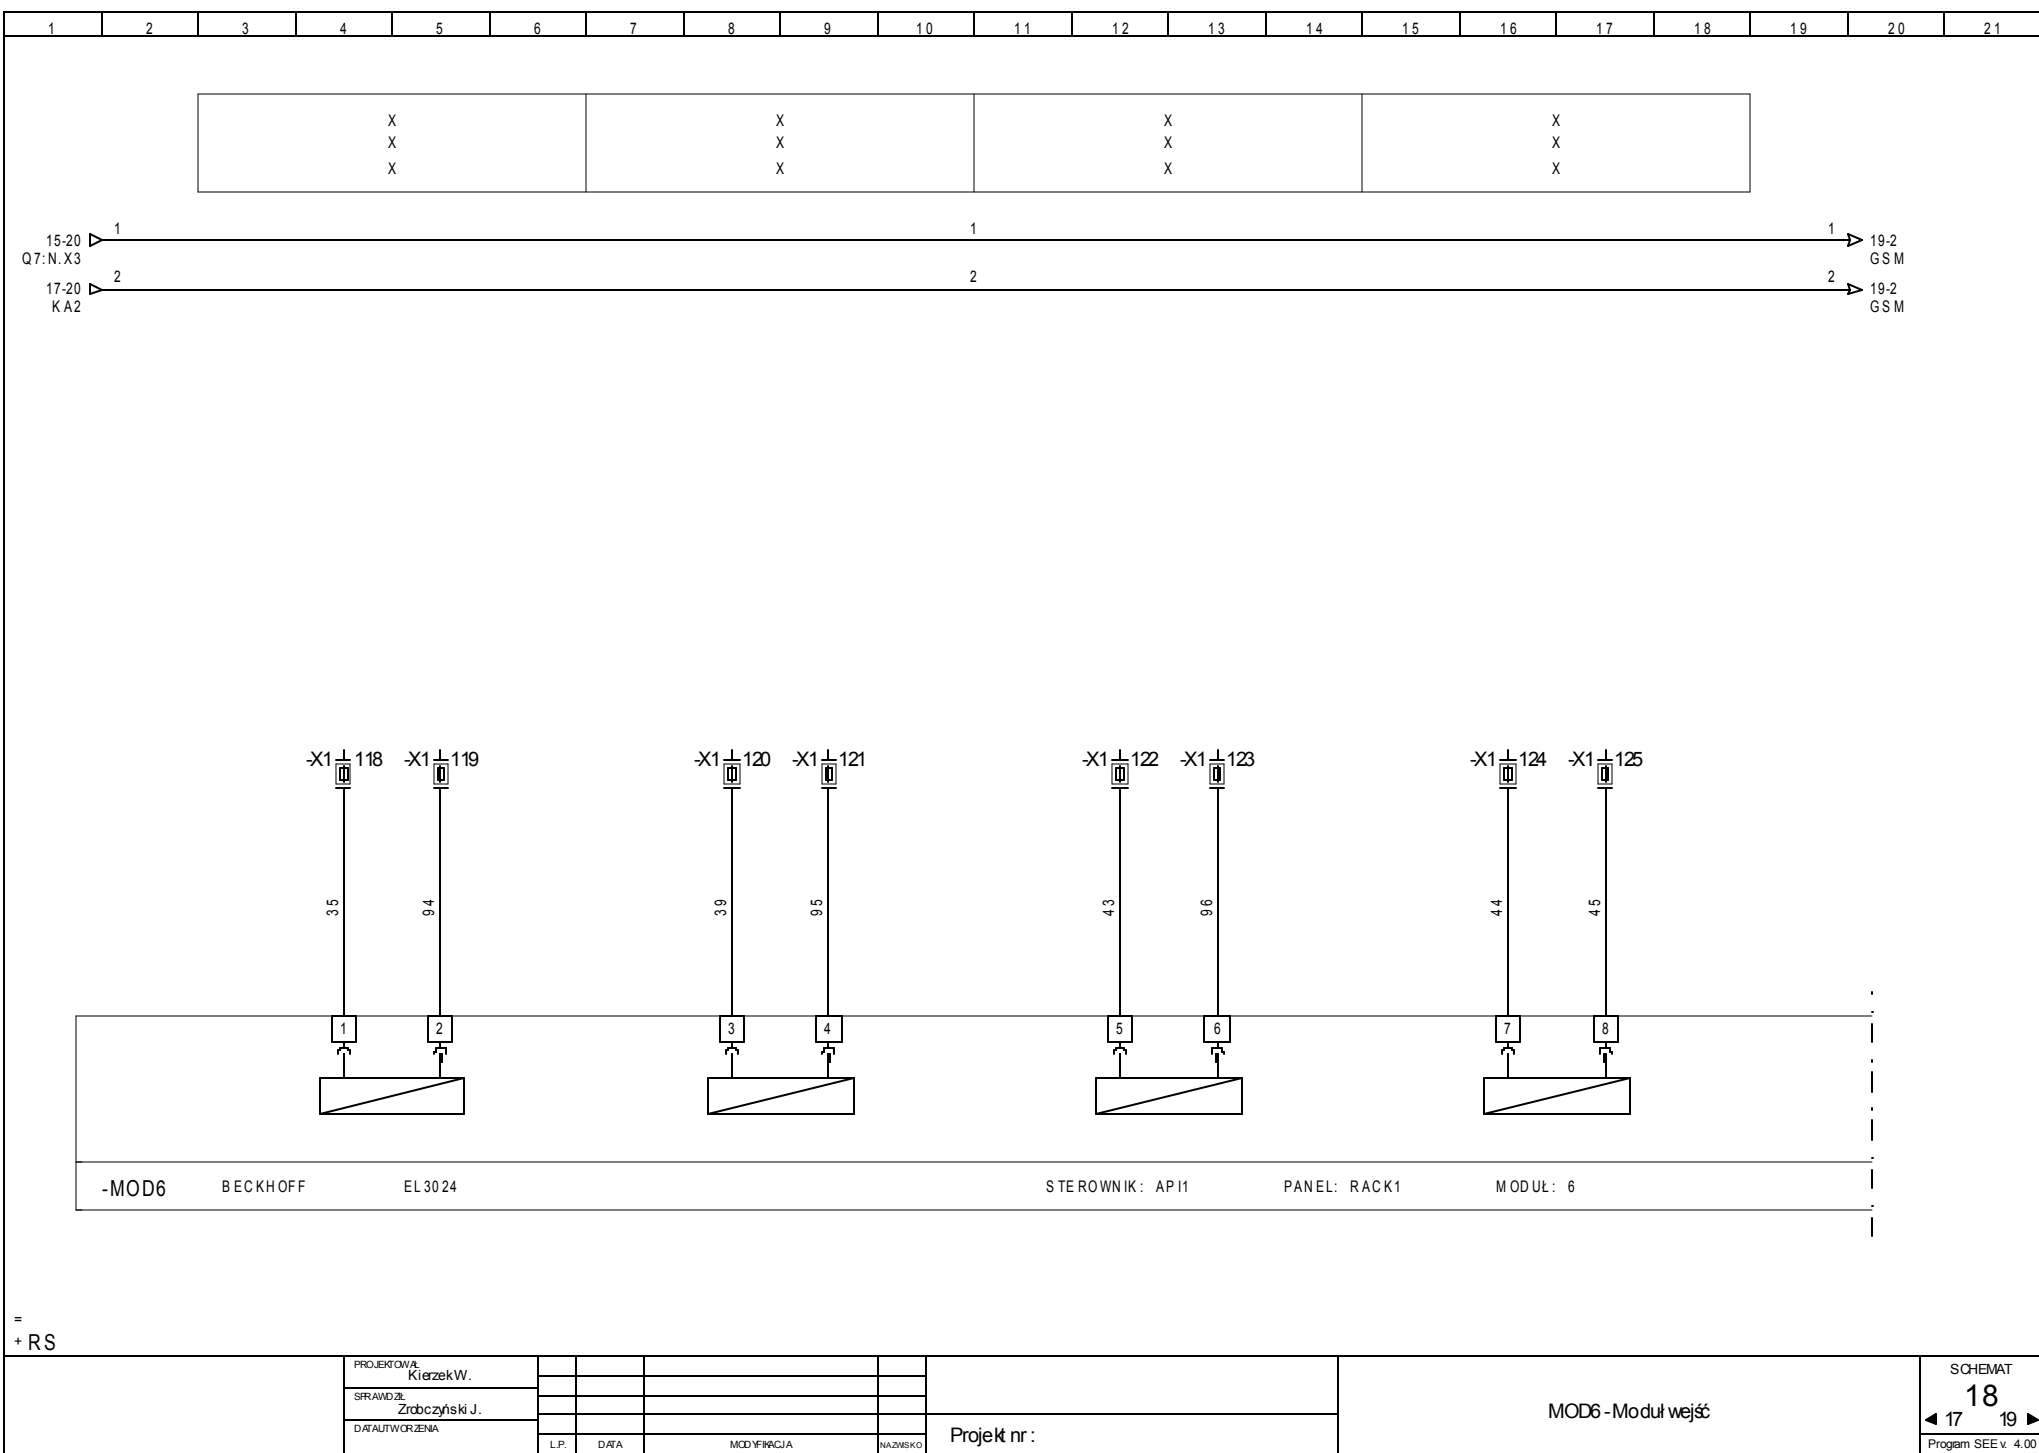 1 2 3 4 5 6 7 8 9 10 11 12 13 14 15 16 17 18 19 20 21
X X X X
X X X X
X X X X
1 1 1
15-20 19-2
Q7:N.X3 GSM
2 2 2
17-20 19-2
KA2 GSM
-X1 118 -X1 119 -X1 120 -X1 121 -X1 122 -X1 123 -X1 124 -X1 125
35 94 39 95 43 96 44 45
1 2 3 4 5 6 7 8
-MOD6 BECKHOFF EL3024 STEROWNIK: API1 PANEL: RACK1 MODUŁ: 6
=
+ RS
PROJEKTOWAŁ
Kierzek W.
SPRAWDZIŁ
Zrobczyński J.
DATA UTWORZENIA
L.P. DATA MODYFIKACJA NAZWISKO
Projekt nr :
MOD6 - Moduł wejść
SCHEMAT
18
17 19
Program SEE v. 4.00